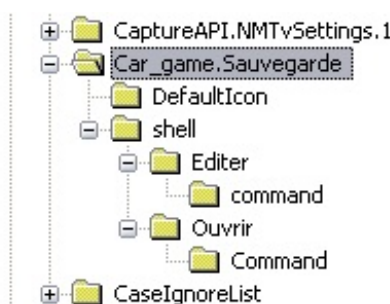 CaptureAPI.NMTvSettings.1
Car_game.Sauvegarde
DefaultIcon
shell
Editer
command
Ouvrir
Command
CaseIgnoreList